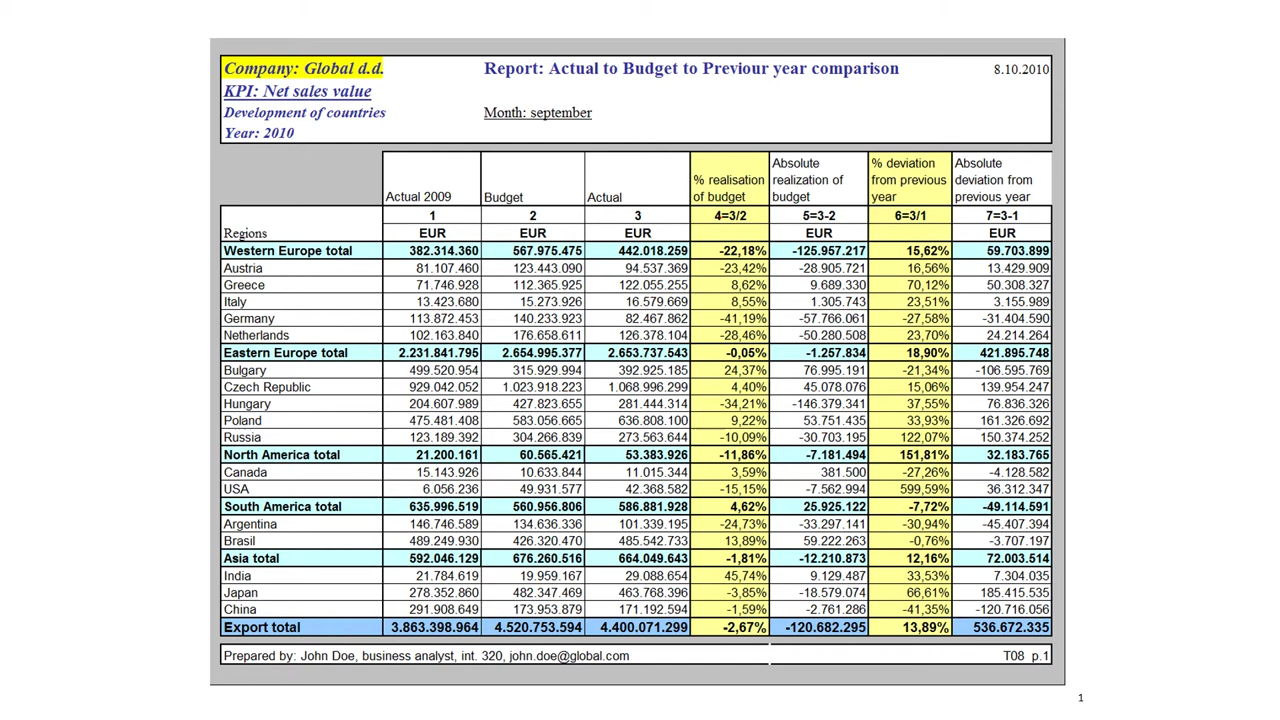 Company: Global d.d. Report: Actual to Budget to Previour year comparison 8.10.2010
KPI: Net sales value
Development of countries Month: september
Year: 2010
Absolute % deviation Absolute
% realisation realization of from previous deviation from
Actual 2009 Budget Actual of budget budget year previous year
1 2 3 4=3/2 5=3-2 6=3/1 7=3-1
Regions EUR EUR EUR EUR EUR
Western Europe total 382.314.360 567.975.475 442.018.259 -22,18% -125.957.217 15,62% 59.703.899
Austria 81.107.460 123.443.090 94.537.369 -23,42% -28.905.721 16,56% 13.429.909
Greece 71.746.928 112.365.925 122.055.255 8,62% 9.689.330 70,12% 50.308.327
Italy 13.423.680 15.273.926 16.579.669 8,55% 1.305.743 23,51% 3.155.989
Germany 113.872.453 140.233.923 82.467.862 -41,19% -57.766.061 -27,58% -31.404.590
Netherlands 102.163.840 176.658.611 126.378.104 -28,46% -50.280.508 23,70% 24.214.264
Eastern Europe total 2.231.841.795 2.654.995.377 2.653.737.543 -0,05% -1.257.834 18,90% 421.895.748
Bulgary 499.520.954 315.929.994 392.925.185 24,37% 76.995.191 -21,34% -106.595.769
Czech Republic 929.042.052 1.023.918.223 1.068.996.299 4,40% 45.078.076 15,06% 139.954.247
Hungary 204.607.989 427.823.655 281.444.314 -34,21% -146.379.341 37,55% 76.836.326
Poland 475.481.408 583.056.665 636.808.100 9,22% 53.751.435 33,93% 161.326.692
Russia 123.189.392 304.266.839 273.563.644 -10,09% -30.703.195 122,07% 150.374.252
North America total 21.200.161 60.565.421 53.383.926 -11,86% -7.181.494 151,81% 32.183.765
Canada 15.143.926 10.633.844 11.015.344 3,59% 381.500 -27,26% -4.128.582
USA 6.056.236 49.931.577 42.368.582 -15,15% -7.562.994 599,59% 36.312.347
South America total 635.996.519 560.956.806 586.881.928 4,62% 25.925.122 -7,72% -49.114.591
Argentina 146.746.589 134.636.336 101.339.195 -24,73% -33.297.141 -30,94% -45.407.394
Brasil 489.249.930 426.320.470 485.542.733 13,89% 59.222.263 -0,76% -3.707.197
Asia total 592.046.129 676.260.516 664.049.643 -1,81% -12.210.873 12,16% 72.003.514
India 21.784.619 19.959.167 29.088.654 45,74% 9.129.487 33,53% 7.304.035
Japan 278.352.860 482.347.469 463.768.396 -3,85% -18.579.074 66,61% 185.415.535
China 291.908.649 173.953.879 171.192.594 -1,59% -2.761.286 -41,35% -120.716.056
Export total 3.863.398.964 4.520.753.594 4.400.071.299 -2,67% -120.682.295 13,89% 536.672.335
Prepared by: John Doe, business analyst, int. 320, john.doe@global.com T08 p.1
1